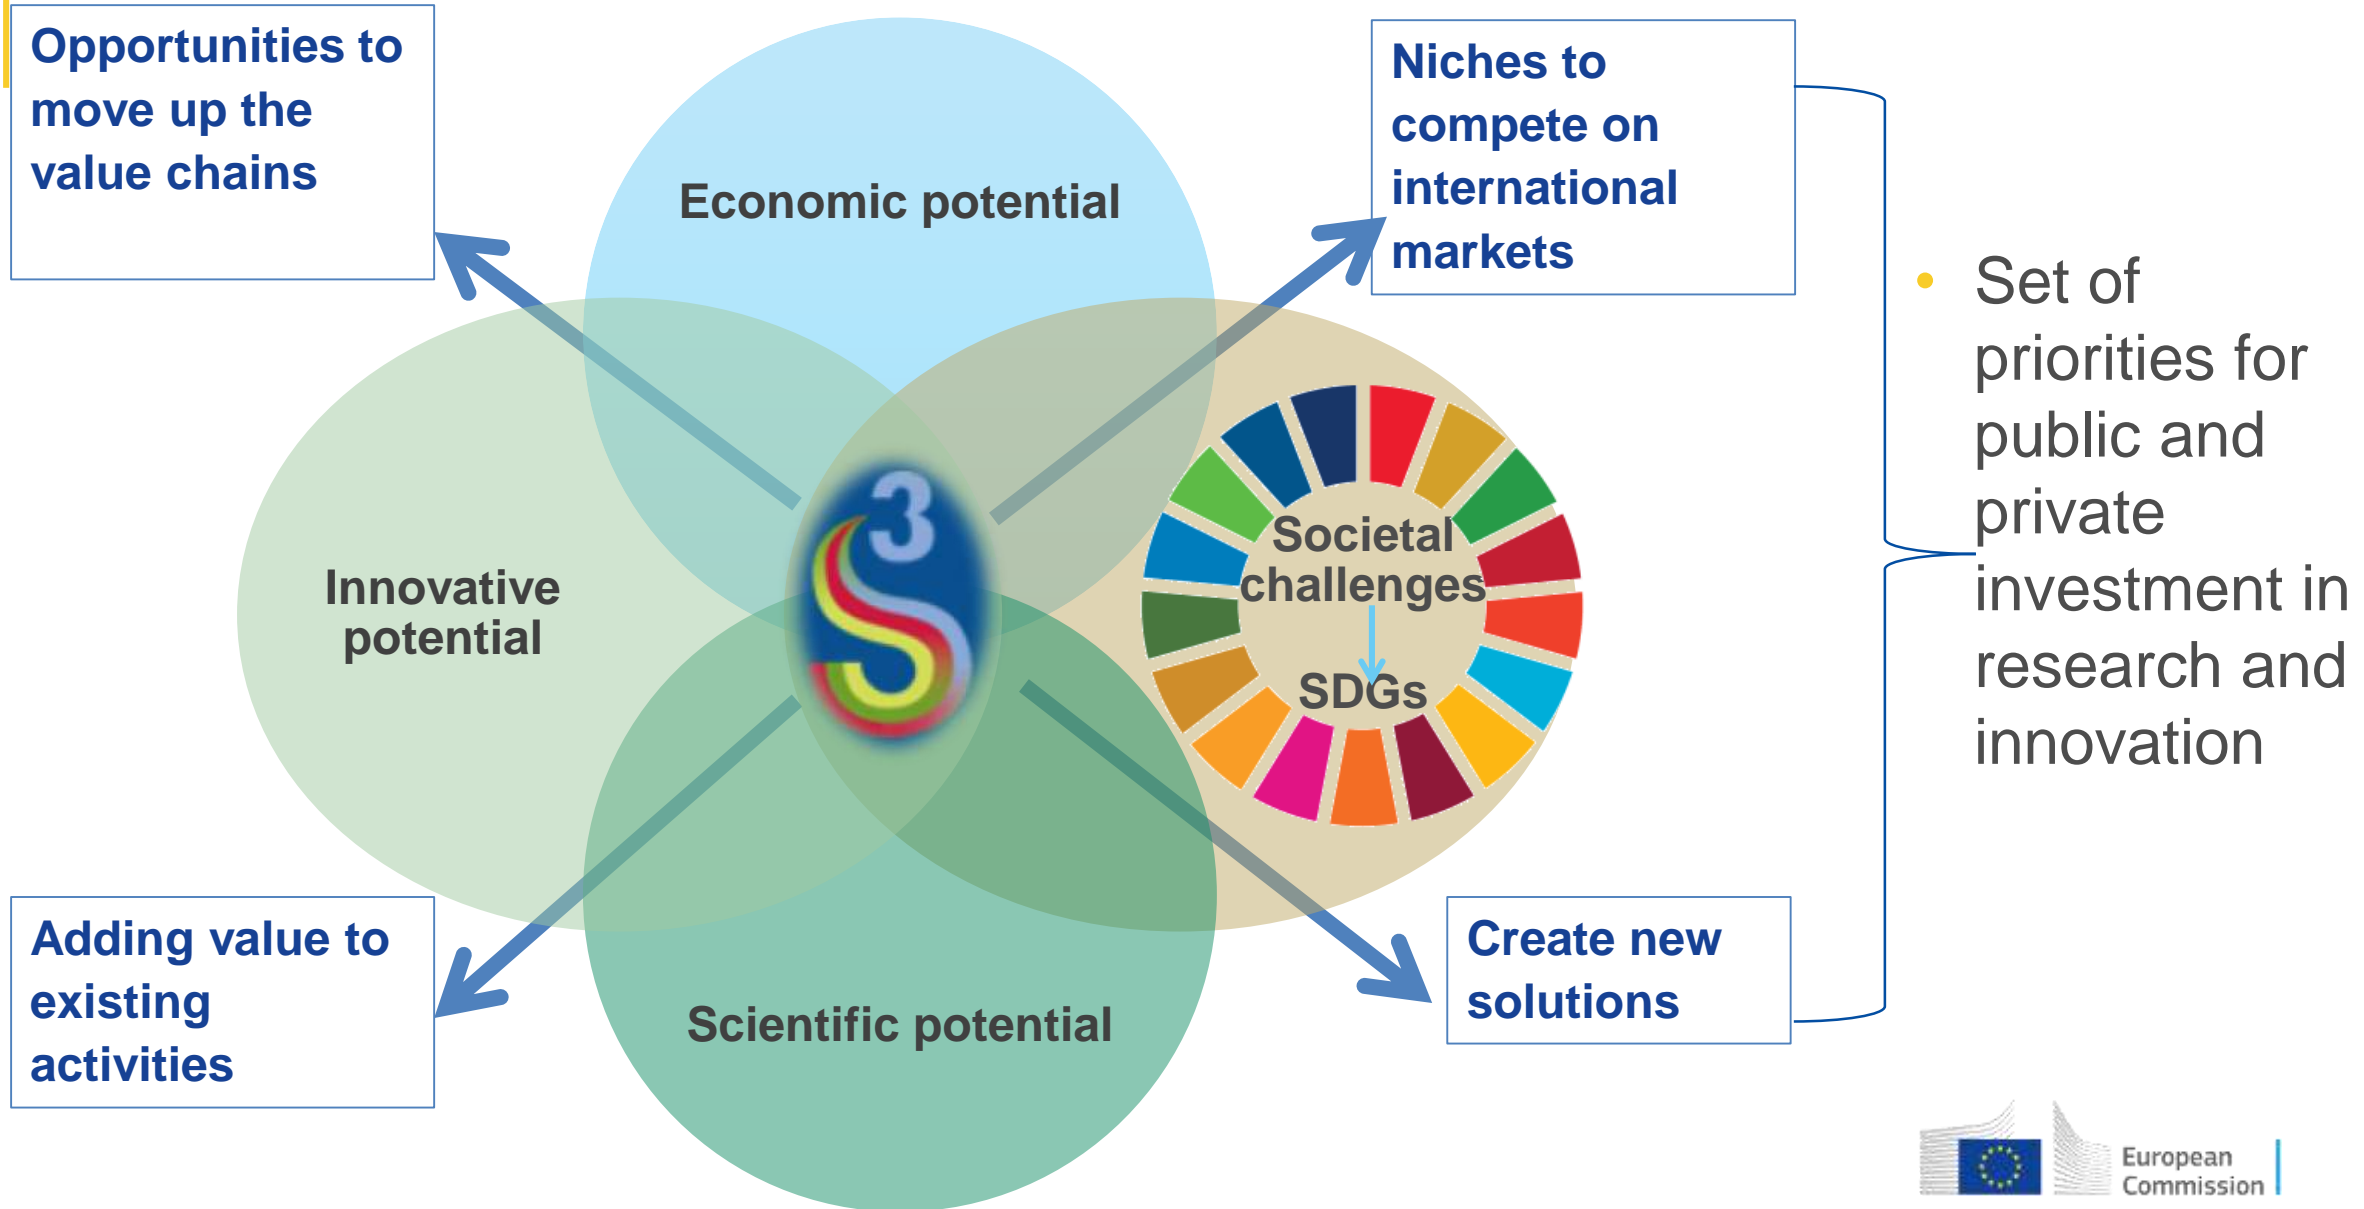 Opportunities to
move up the
value chains
Economic potential
Niches to
compete on
international
markets
Innovative
potential
S
3
Societal
challenges
SDGs
Adding value to
existing
activities
Scientific potential
Create new
solutions
• Set of
priorities for
public and
private
investment in
research and
innovation
European
Commission